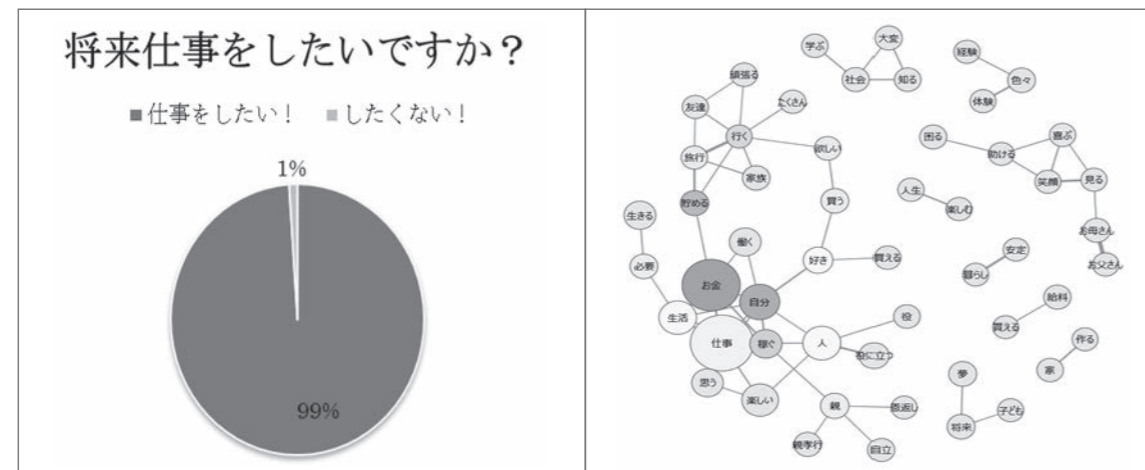 将来仕事をしたいですか？
■仕事をしたい！ ■したくない！
1%
99%
学ぶ
大変
社会
知る
経験
色々
体験
頑張る
友達
たくさん
行く
旅行
家族
欲しい
貯める
買う
困る
助ける
喜ぶ
笑顔
見る
人生
楽しむ
お母さん
お父さん
生きる
必要
働く
好き
買える
お金
自分
生活
仕事
稼ぐ
人
役
役に立つ
思う
楽しい
親
恩返し
親孝行
自立
安定
暮らし
給料
買える
作る
家
夢
将来
子ども